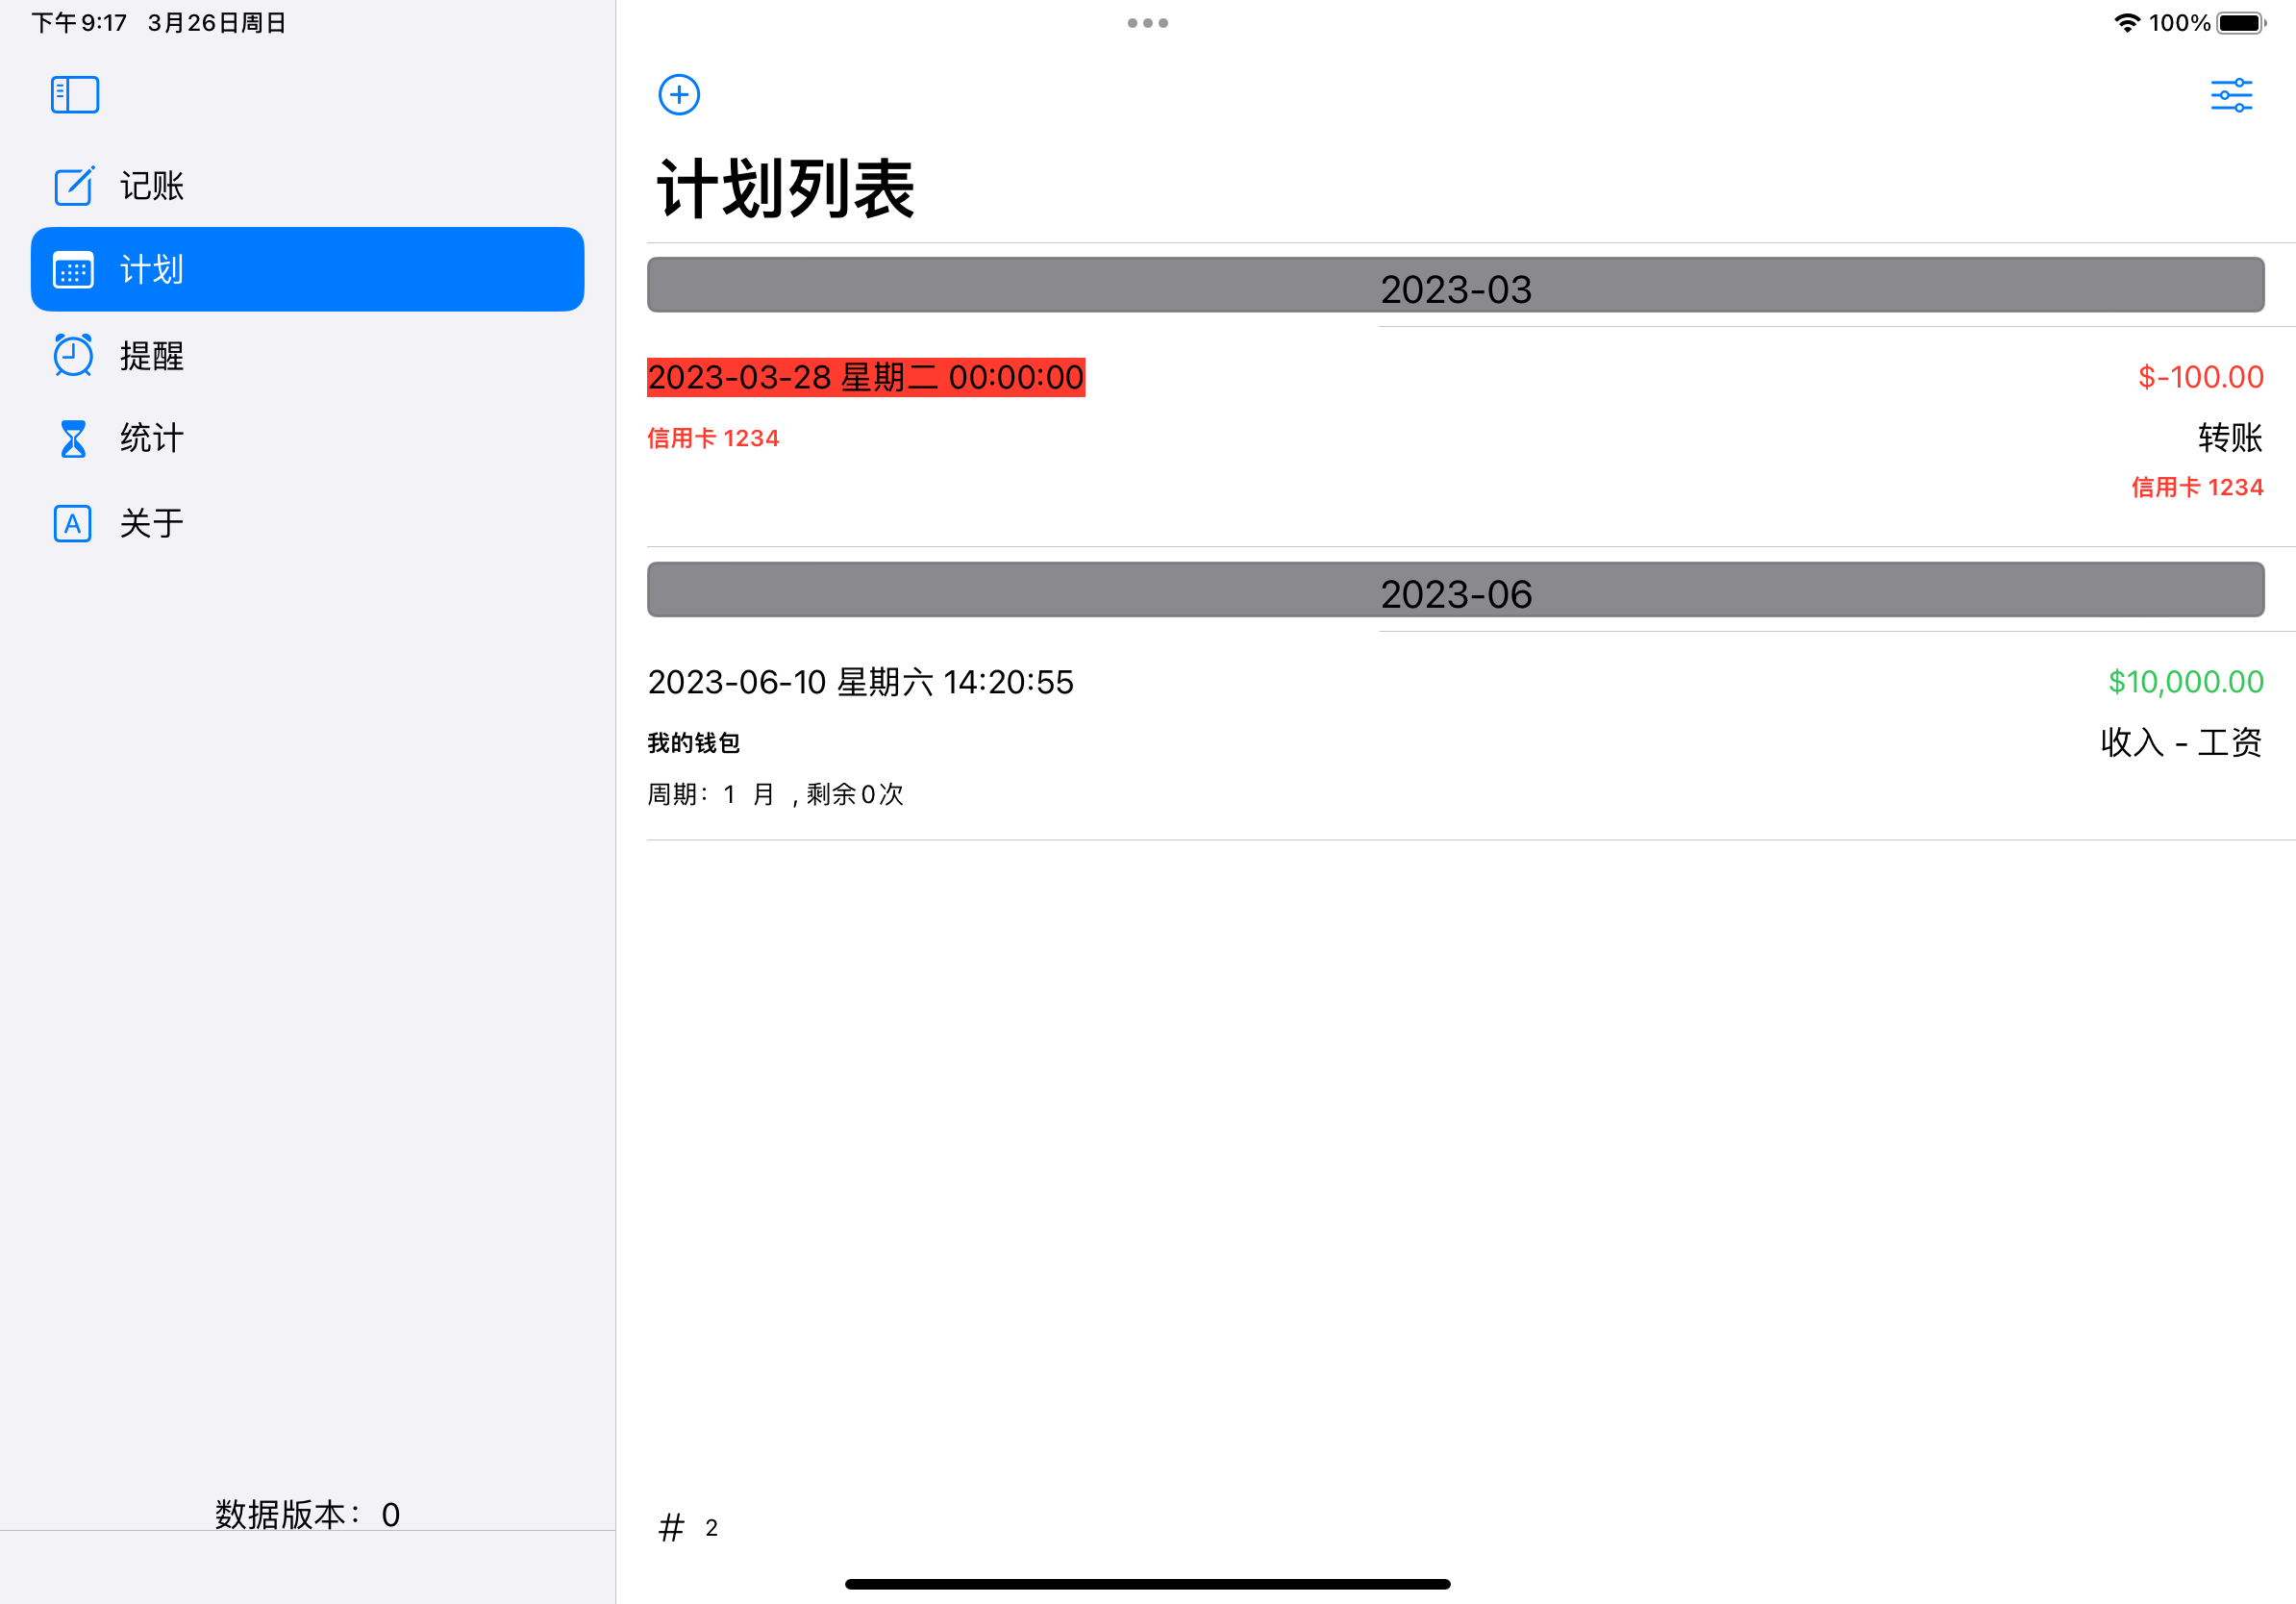 下午9:17 3月26日周日
100%
记账
计划
提醒
统计
A 关于
数据版本：0
计划列表
2023-03
2023-03-28 星期二 00:00:00 $-100.00
信用卡 1234 转账
信用卡 1234
2023-06
2023-06-10 星期六 14:20:55 $10,000.00
我的钱包 收入 - 工资
周期：1 月 , 剩余0次
# 2